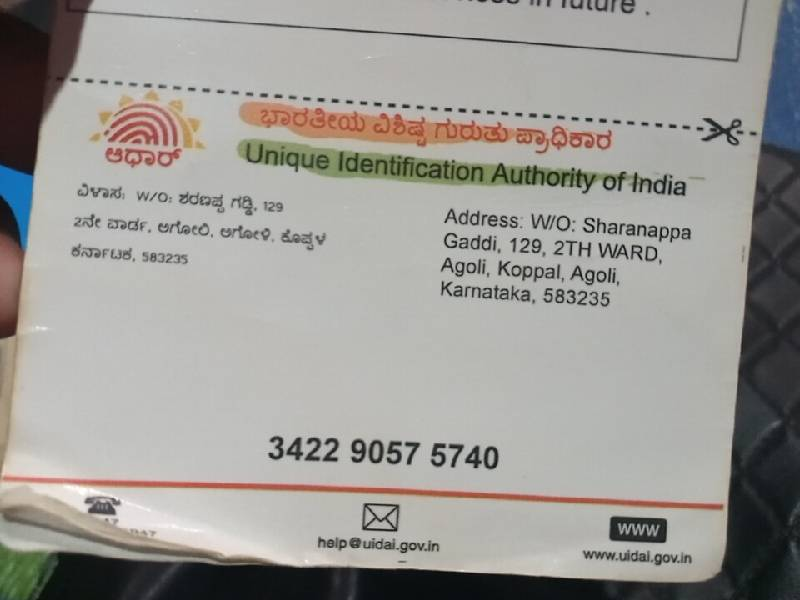 in future .
ಭಾರತೀಯ ವಿಶಿಷ್ಟ ಗುರುತು ಪ್ರಾಧಿಕಾರ
ಆಧಾರ್
Unique Identification Authority of India
ವಿಳಾಸ: W/O: ಶರಣಪ್ಪ ಗಡ್ಡಿ, 129
2ನೇ ವಾರ್ಡ, ಆಗೋಲಿ, ಆಗೋಳಿ, ಕೊಪ್ಪಳ
ಕರ್ನಾಟಕ, 583235
Address: W/O: Sharanappa
Gaddi, 129, 2TH WARD,
Agoli, Koppal, Agoli,
Karnataka, 583235
3422 9057 5740
help@uidai.gov.in
WWW
www.uidai.gov.in